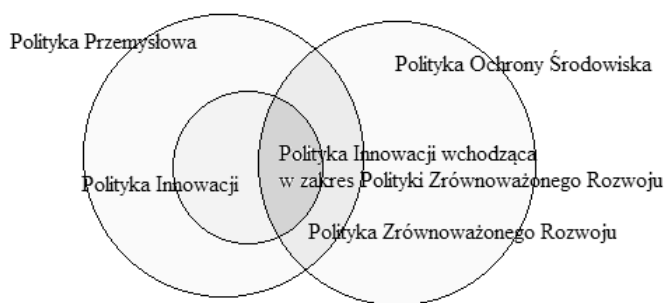 Polityka Przemysłowa
Polityka Ochrony Środowiska
Polityka Innowacji wchodząca
w zakres Polityki Zrównoważonego Rozwoju
Polityka Innowacji
Polityka Zrównoważonego Rozwoju